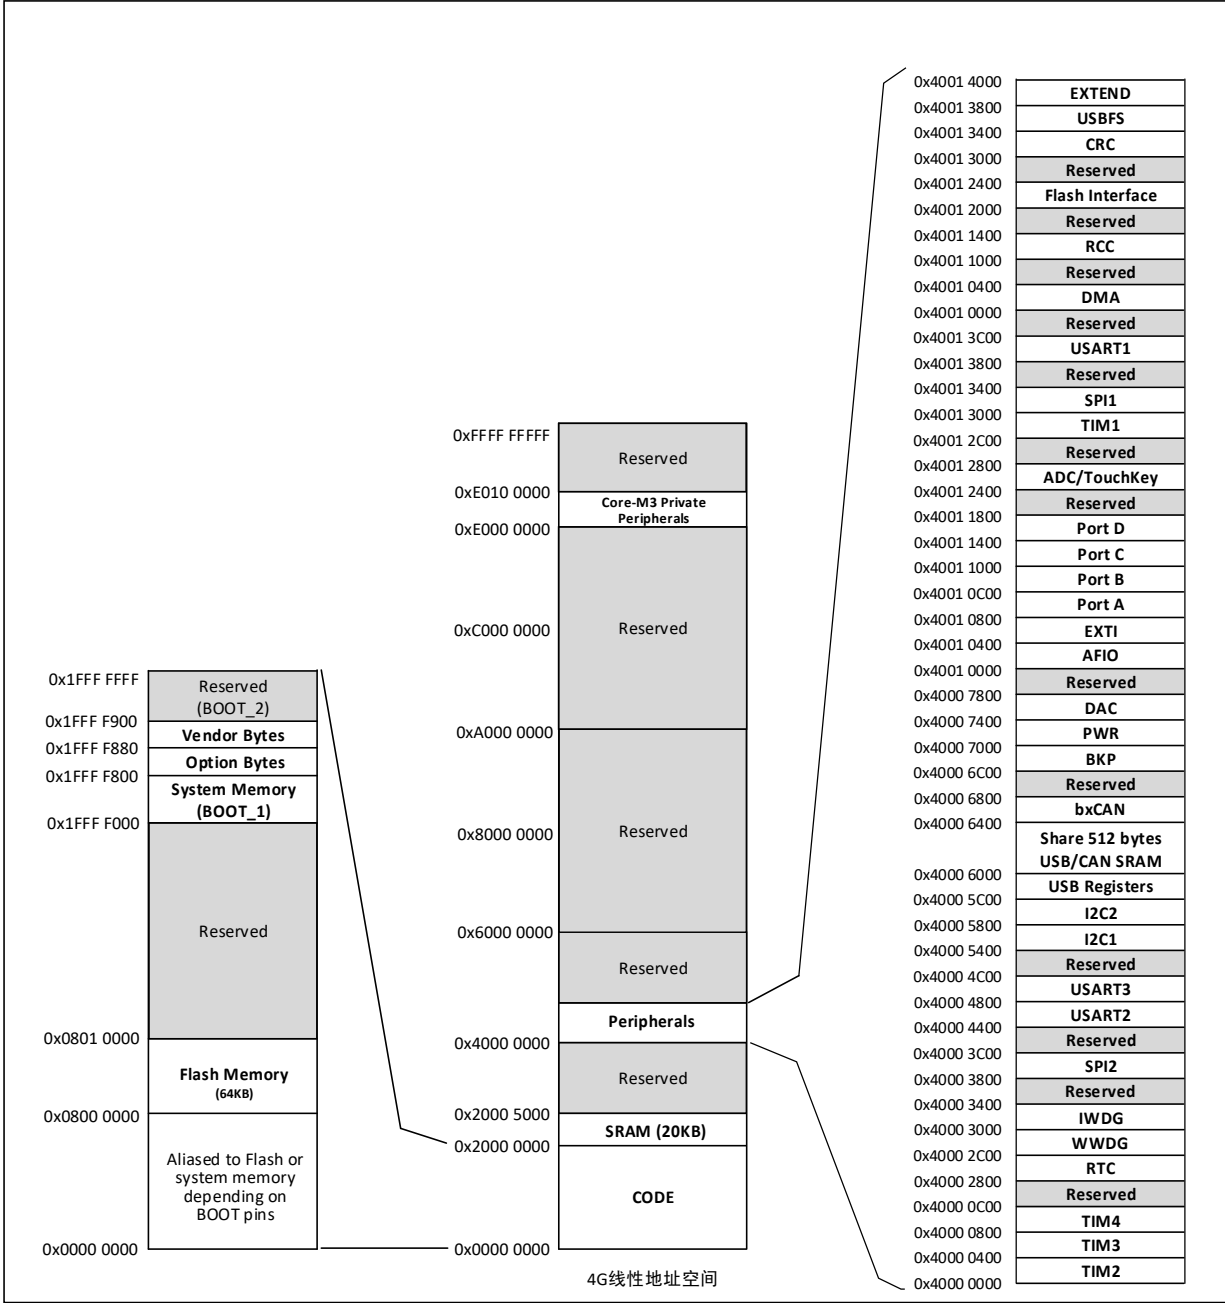 0x1FFF FFFF
Reserved
(BOOT_2)
0x1FFF F900
Vendor Bytes
0x1FFF F880
Option Bytes
0x1FFF F800
System Memory
(BOOT_1)
0x1FFF F000
Reserved
0x0801 0000
Flash Memory
(64KB)
0x0800 0000
Aliased to Flash or
system memory
depending on
BOOT pins
0x0000 0000
0xFFFF FFFFF
Reserved
0xE010 0000
Core-M3 Private
Peripherals
0xE000 0000
0xC000 0000
Reserved
0xA000 0000
0x8000 0000
Reserved
0x6000 0000
Reserved
Peripherals
0x4000 0000
Reserved
0x2000 5000
SRAM (20KB)
0x2000 0000
CODE
0x0000 0000
4G线性地址空间
0x4001 4000
EXTEND
0x4001 3800
USBFS
0x4001 3400
CRC
0x4001 3000
Reserved
0x4001 2400
Flash Interface
0x4001 2000
Reserved
0x4001 1400
RCC
0x4001 1000
Reserved
0x4001 0400
DMA
0x4001 0000
Reserved
0x4001 3C00
USART1
0x4001 3800
Reserved
0x4001 3400
SPI1
0x4001 3000
TIM1
0x4001 2C00
Reserved
0x4001 2800
ADC/TouchKey
0x4001 2400
Reserved
0x4001 1800
Port D
0x4001 1400
Port C
0x4001 1000
Port B
0x4001 0C00
Port A
0x4001 0800
EXTI
0x4001 0400
AFIO
0x4001 0000
Reserved
0x4000 7800
DAC
0x4000 7400
PWR
0x4000 7000
BKP
0x4000 6C00
Reserved
0x4000 6800
bxCAN
0x4000 6400
Share 512 bytes
USB/CAN SRAM
0x4000 6000
USB Registers
0x4000 5C00
I2C2
0x4000 5800
I2C1
0x4000 5400
Reserved
0x4000 4C00
USART3
0x4000 4800
USART2
0x4000 4400
Reserved
0x4000 3C00
SPI2
0x4000 3800
Reserved
0x4000 3400
IWDG
0x4000 3000
WWDG
0x4000 2C00
RTC
0x4000 2800
Reserved
0x4000 0C00
TIM4
0x4000 0800
TIM3
0x4000 0400
TIM2
0x4000 0000